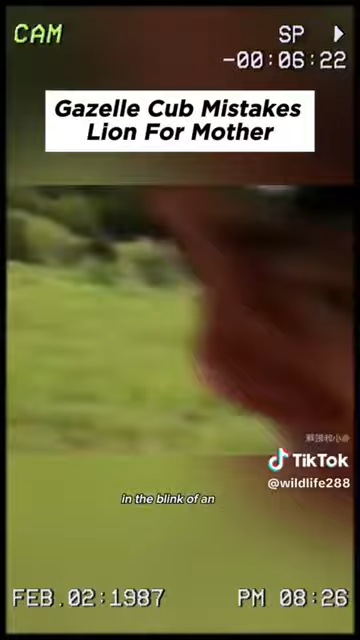 CAM
SP
-00:06:22
Gazelle Cub Mistakes
Lion For Mother
TikTok
@wildlife288
in the blink of an
FEB.02:1987
PM 08:26